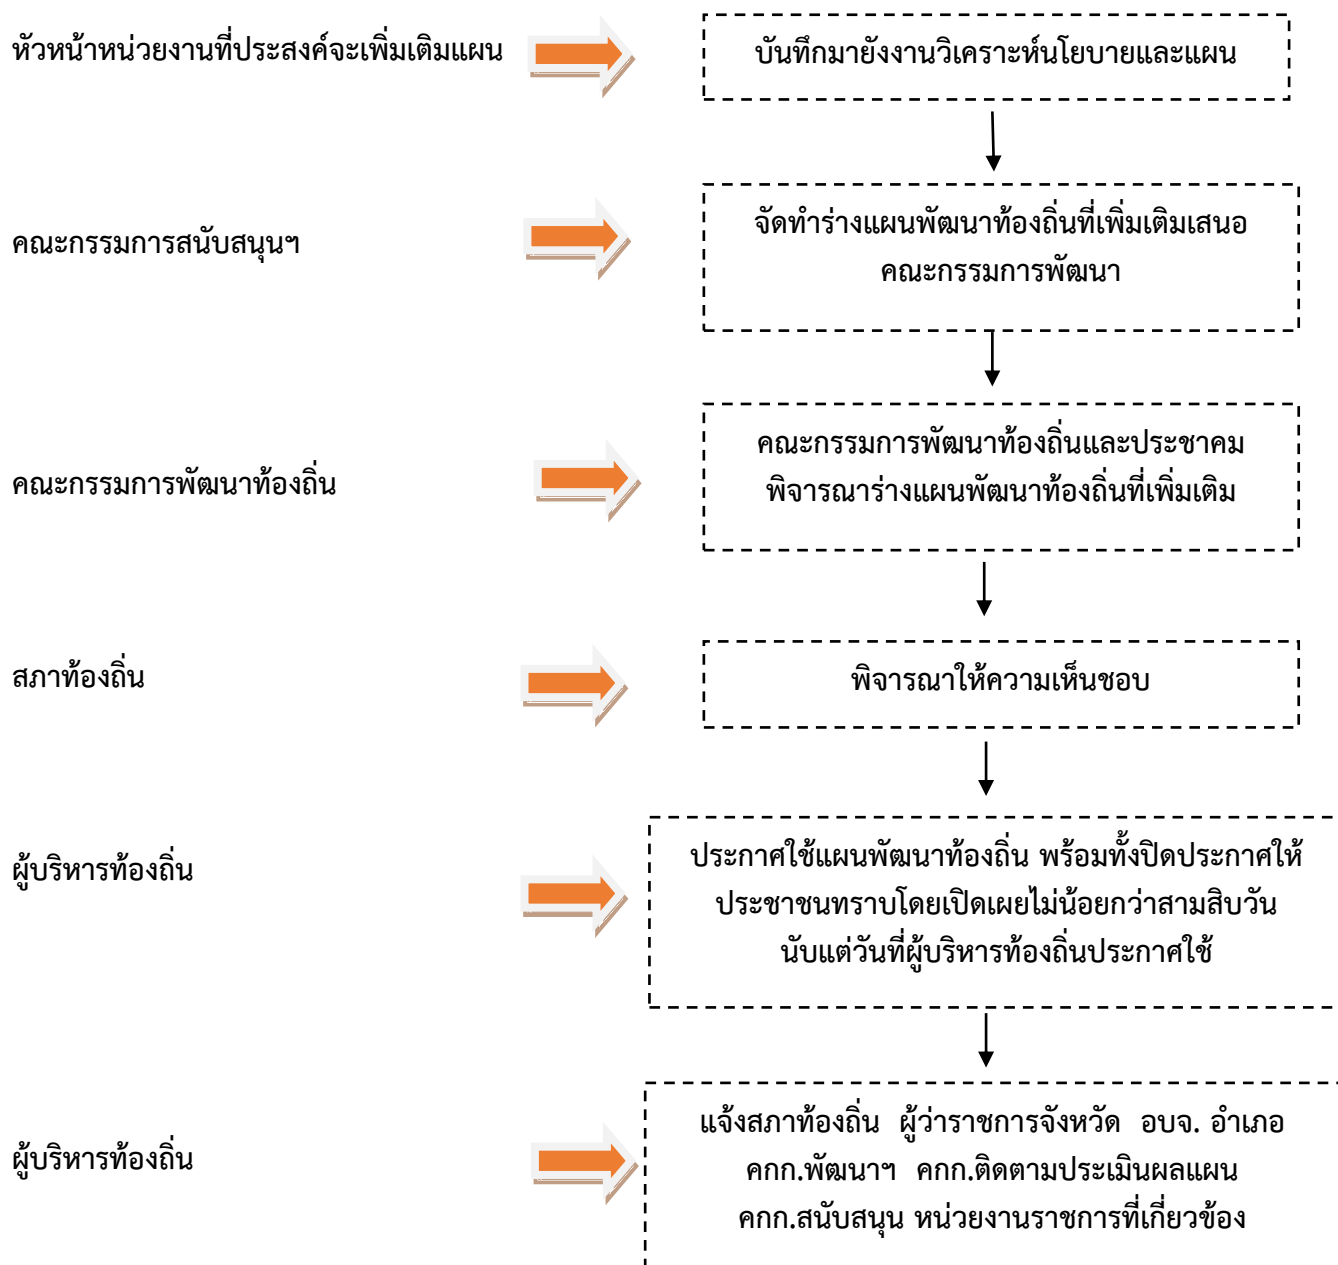 หัวหน้าหน่วยงานที่ประสงค์จะเพิ่มเติมแผน
บันทึกมายังงานวิเคราะห์นโยบายและแผน
คณะกรรมการสนับสนุนฯ
จัดทำร่างแผนพัฒนาท้องถิ่นที่เพิ่มเติมเสนอ
คณะกรรมการพัฒนา
คณะกรรมการพัฒนาท้องถิ่น
คณะกรรมการพัฒนาท้องถิ่นและประชาคม
พิจารณาร่างแผนพัฒนาท้องถิ่นที่เพิ่มเติม
สภาท้องถิ่น
พิจารณาให้ความเห็นชอบ
ผู้บริหารท้องถิ่น
ประกาศใช้แผนพัฒนาท้องถิ่น พร้อมทั้งปิดประกาศให้
ประชาชนทราบโดยเปิดเผยไม่น้อยกว่าสามสิบวัน
นับแต่วันที่ผู้บริหารท้องถิ่นประกาศใช้
ผู้บริหารท้องถิ่น
แจ้งสภาท้องถิ่น ผู้ว่าราชการจังหวัด อบจ. อำเภอ
คกก.พัฒนาฯ คกก.ติดตามประเมินผลแผน
คกก.สนับสนุน หน่วยงานราชการที่เกี่ยวข้อง